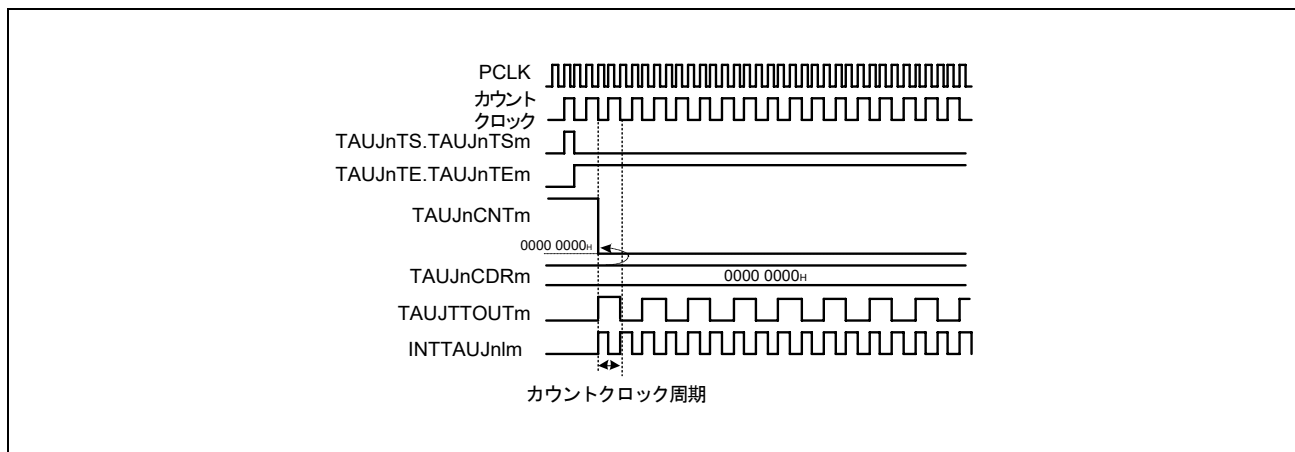 PCLK
カウント
クロック
TAUJnTS.TAUJnTSm
TAUJnTE.TAUJnTEm
TAUJnCNTm
0000 0000H
TAUJnCDRm
0000 0000H
TAUJTTOUTm
INTTAUJnIm
カウントクロック周期